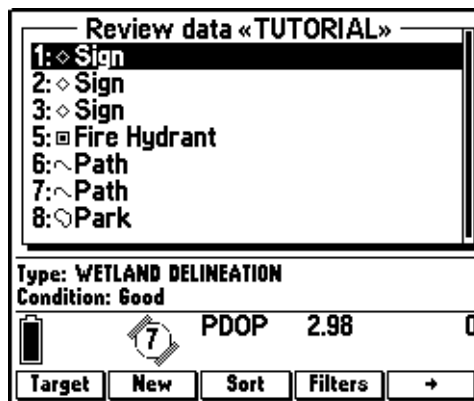 Review data «TUTORIAL»
1: Sign
2: Sign
3: Sign
5: Fire Hydrant
6: Path
7: Path
8: Park
Type: WETLAND DELINEATION
Condition: Good
7 PDOP 2.98 0
Target New Sort Filters →